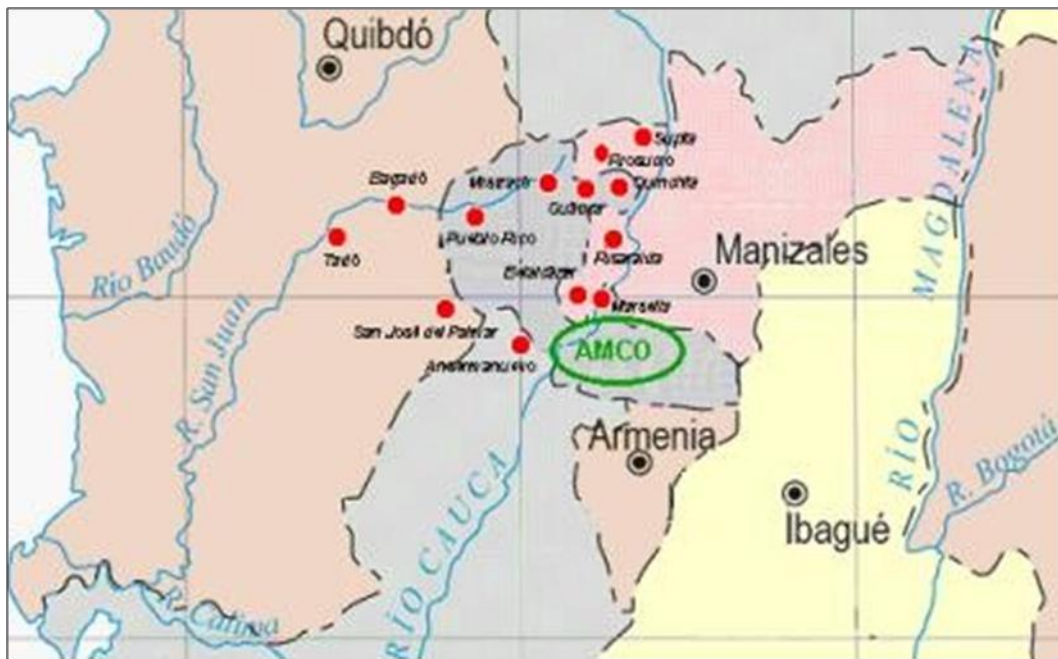 Quibdó
Supía
Riosucio
Bagadó
Mistrató
Quinchía
Guática
Pueblo Rico
Tadó
Río Baudó
Risaralda
Manizales
RÍO MAGDALENA
Belalcázar
Marsella
San José del Palmar
R. San Juan
AMCO
Ansermanuevo
Armenia
R. Bogotá
Ibagué
RÍO CAUCA
R. Calima